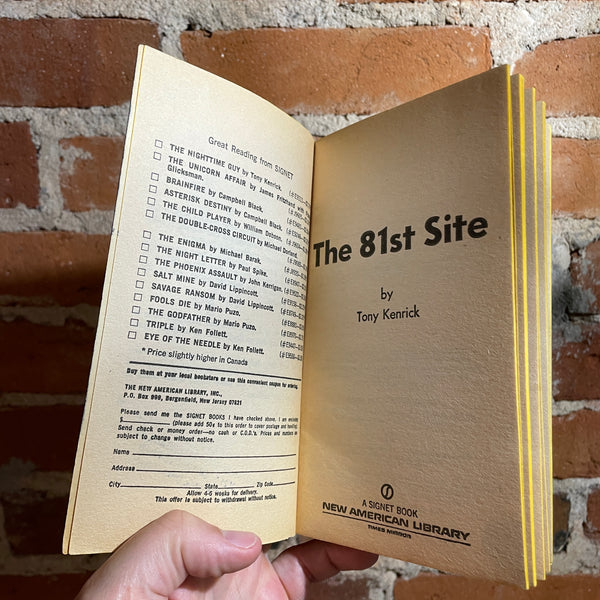 Great Reading from SIGNET
□ THE NIGHTTIME GUY by Tony Kenrick.
□ THE UNICORN AFFAIR by James Fritzhand with
Glicksman.
□ BRAINFIRE by Campbell Black.
□ ASTERISK DESTINY by Campbell Black.
□ THE CHILD PLAYER by William Dobson.
□ THE DOUBLE-CROSS CIRCUIT by Michael Dorland.
□ THE ENIGMA by Michael Barak.
□ THE NIGHT LETTER by Paul Spike.
□ THE PHOENIX ASSAULT by John Kerrigan.
□ SALT MINE by David Lippincott.
□ SAVAGE RANSOM by David Lippincott.
□ FOOLS DIE by Mario Puzo.
□ THE GODFATHER by Mario Puzo.
□ TRIPLE by Ken Follett.
□ EYE OF THE NEEDLE by Ken Follett.
* Price slightly higher in Canada
Buy them at your local bookstore or use this convenient coupon for ordering.
THE NEW AMERICAN LIBRARY, INC.,
P.O. Box 999, Bergenfield, New Jersey 07621
Please send me the SIGNET BOOKS I have checked above. I am enclosing
$ (please add 50¢ to this order to cover postage and handling).
Send check or money order—no cash or C.O.D.'s. Prices and numbers are
subject to change without notice.
Name
Address
City State Zip Code
Allow 4-6 weeks for delivery.
This offer is subject to withdrawal without notice.
The 81st Site
by
Tony Kenrick
A SIGNET BOOK
NEW AMERICAN LIBRARY
TIMES MIRROR